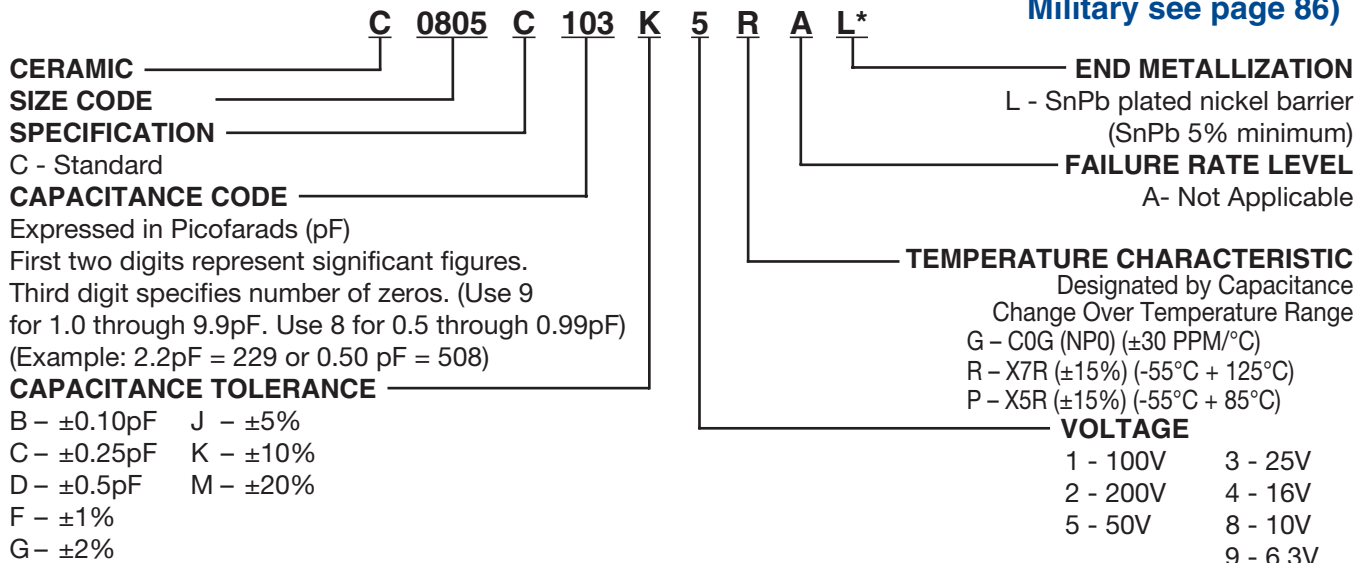 Military see page 86)
C 0805 C 103 K 5 R A L*
CERAMIC
SIZE CODE
SPECIFICATION
C - Standard
CAPACITANCE CODE
Expressed in Picofarads (pF)
First two digits represent significant figures.
Third digit specifies number of zeros. (Use 9
for 1.0 through 9.9pF. Use 8 for 0.5 through 0.99pF)
(Example: 2.2pF = 229 or 0.50 pF = 508)
CAPACITANCE TOLERANCE
B – ±0.10pF J – ±5%
C – ±0.25pF K – ±10%
D – ±0.5pF M – ±20%
F – ±1%
G – ±2%
END METALLIZATION
L - SnPb plated nickel barrier
(SnPb 5% minimum)
FAILURE RATE LEVEL
A- Not Applicable
TEMPERATURE CHARACTERISTIC
Designated by Capacitance
Change Over Temperature Range
G – C0G (NP0) (±30 PPM/°C)
R – X7R (±15%) (-55°C + 125°C)
P – X5R (±15%) (-55°C + 85°C)
VOLTAGE
1 - 100V 3 - 25V
2 - 200V 4 - 16V
5 - 50V 8 - 10V
9 - 6.3V